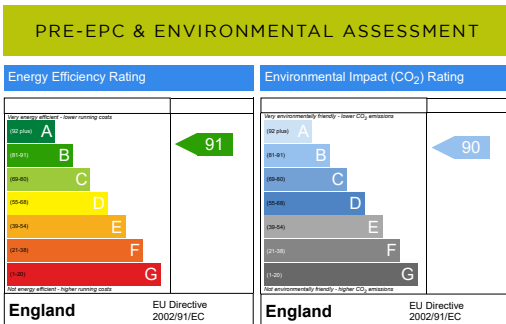 PRE-EPC & ENVIRONMENTAL ASSESSMENT
Energy Efficiency Rating
Very energy efficient - lower running costs
(92 plus) A
(81-91) B
(69-80) C
(55-68) D
(39-54) E
(21-38) F
(1-20) G
Not energy efficient - higher running costs
91
England
EU Directive
2002/91/EC
Environmental Impact (CO₂) Rating
Very environmentally friendly - lower CO₂ emissions
(92 plus) A
(81-91) B
(69-80) C
(55-68) D
(39-54) E
(21-38) F
(1-20) G
Not environmentally friendly - higher CO₂ emissions
90
England
EU Directive
2002/91/EC